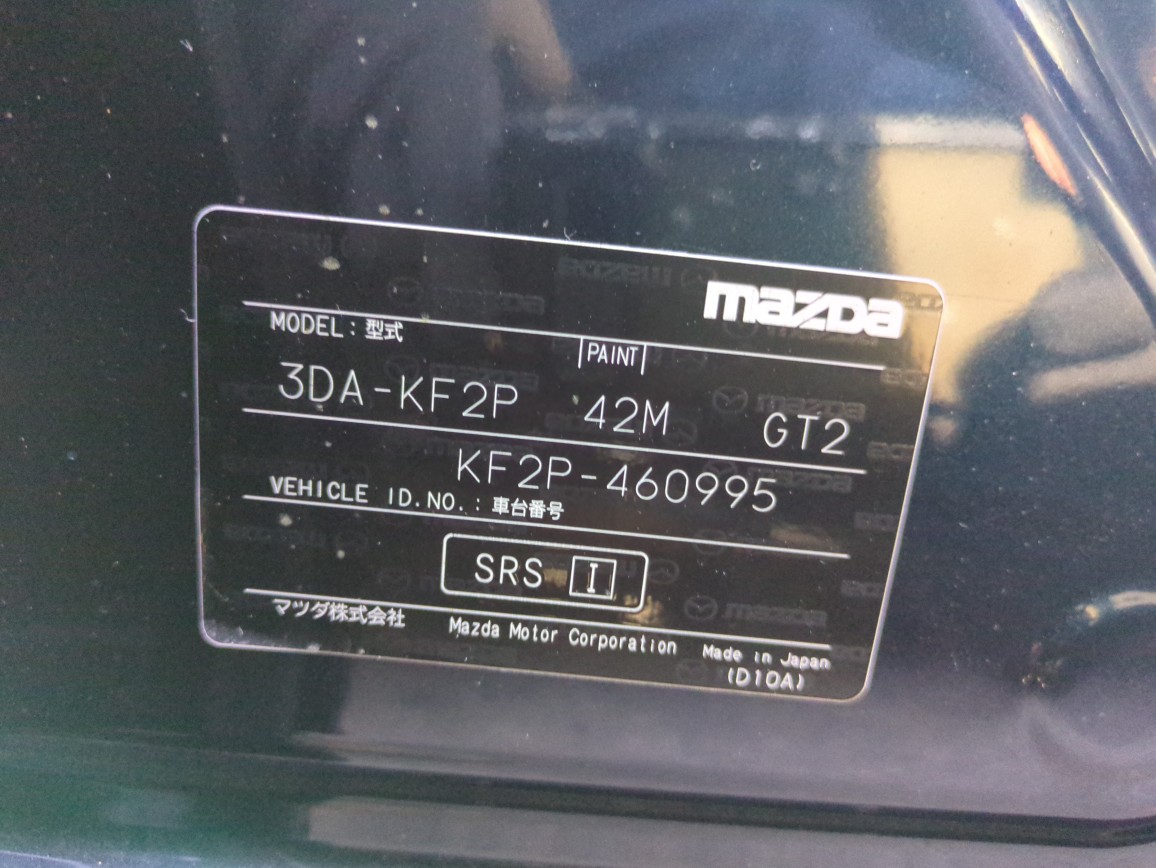 mazda
MODEL : 型式
PAINT
3DA-KF2P 42M GT2
KF2P-460995
VEHICLE ID.NO. : 車台番号
SRS I
マツダ株式会社 Mazda Motor Corporation Made in Japan
(D10A)